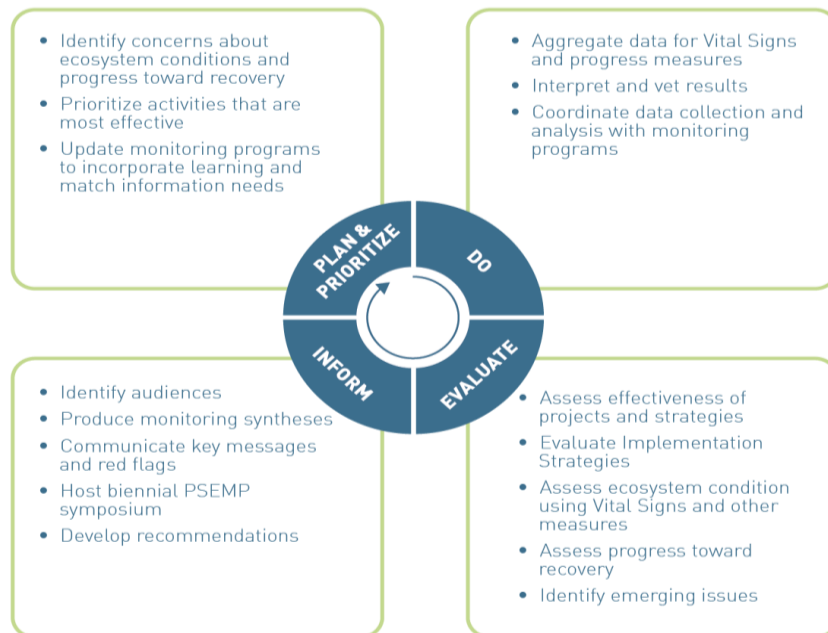 • Identify concerns about
ecosystem conditions and
progress toward recovery
• Prioritize activities that are
most effective
• Update monitoring programs
to incorporate learning and
match information needs
• Aggregate data for Vital Signs
and progress measures
• Interpret and vet results
• Coordinate data collection and
analysis with monitoring
programs
PLAN &
PRIORITIZE
DO
INFORM
EVALUATE
• Identify audiences
• Produce monitoring syntheses
• Communicate key messages
and red flags
• Host biennial PSEMP
symposium
• Develop recommendations
• Assess effectiveness of
projects and strategies
• Evaluate Implementation
Strategies
• Assess ecosystem condition
using Vital Signs and other
measures
• Assess progress toward
recovery
• Identify emerging issues